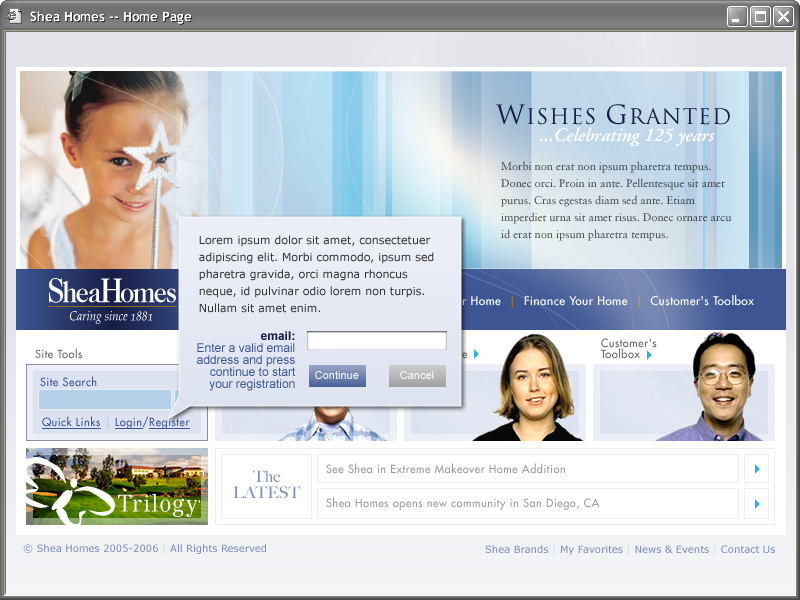 Shea Homes -- Home Page
WISHES GRANTED
...Celebrating 125 years
Morbi non erat non ipsum pharetra tempus.
Donec orci. Proin in ante. Pellentesque sit amet
purus. Cras egestas diam sed ante. Etiam
imperdiet urna sit amet risus. Donec ornare arcu
id erat non ipsum pharetra tempus.
Lorem ipsum dolor sit amet, consectetuer
adipiscing elit. Morbi commodo, ipsum sed
pharetra gravida, orci magna rhoncus
neque, id pulvinar odio lorem non turpis.
Nullam sit amet enim.
email:
Enter a valid email
address and press
continue to start
your registration
Continue
Cancel
SheaHomes
Caring since 1881
Home | Finance Your Home | Customer's Toolbox
Site Tools
Site Search
Quick Links | Login/Register
Customer's
Toolbox
Trilogy
The
LATEST
See Shea in Extreme Makeover Home Addition
Shea Homes opens new community in San Diego, CA
© Shea Homes 2005-2006 | All Rights Reserved
Shea Brands | My Favorites | News & Events | Contact Us